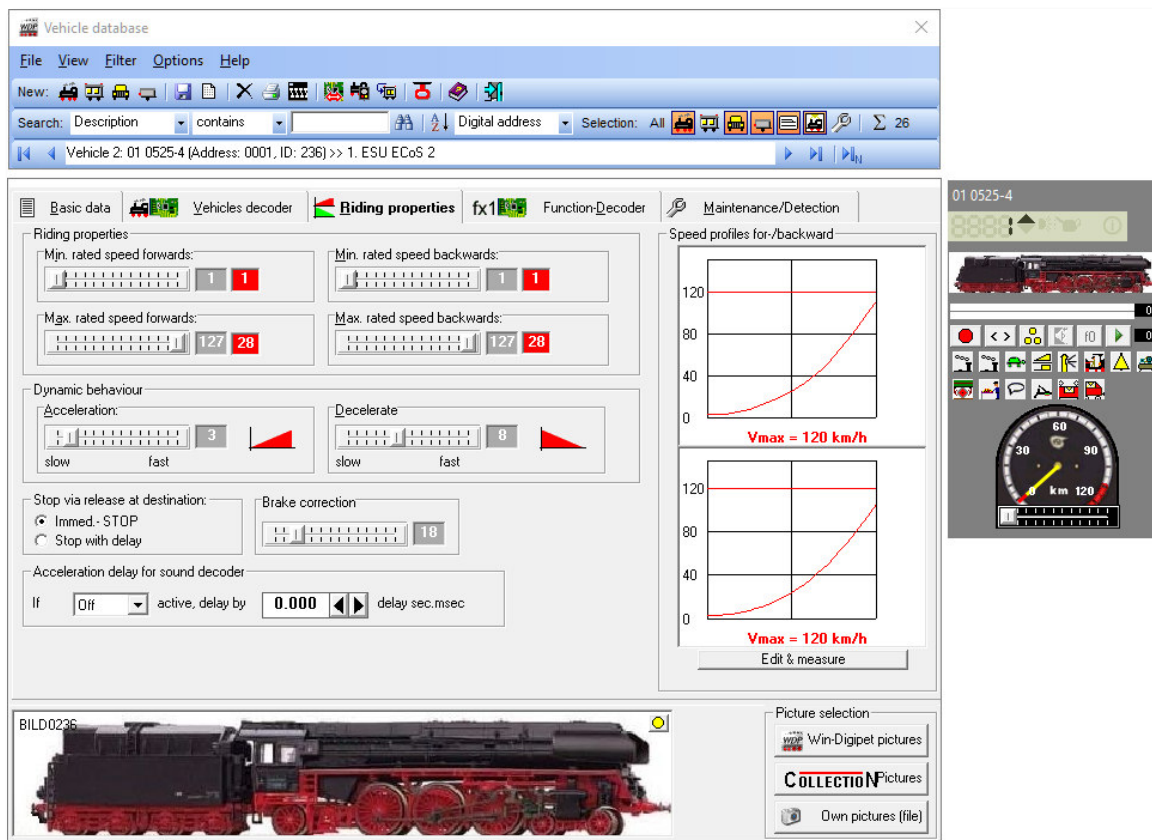 WDP Vehicle database
File View Filter Options Help
New:
Search: Description contains Digital address Selection: All Σ 26
Vehicle 2: 01 0525-4 (Address: 0001, ID: 236) >> 1. ESU ECoS 2 N
Basic data Vehicles decoder Riding properties fx1 Function-Decoder Maintenance/Detection
Riding properties
Min. rated speed forwards: Min. rated speed backwards:
1 1 1 1
Max. rated speed forwards: Max. rated speed backwards:
127 28 127 28
Dynamic behaviour
Acceleration: Decelerate
3 8
slow fast slow fast
Stop via release at destination: Brake correction
Immed.- STOP
Stop with delay
18
Acceleration delay for sound decoder
If Off active, delay by 0.000 delay sec.msec
Speed profiles for-/backward
120
80
40
0
Vmax = 120 km/h
120
80
40
0
Vmax = 120 km/h
Edit & measure
BILD0236
Picture selection
WDP Win-Digipet pictures
COLLECTION Pictures
Own pictures (file)
01 0525-4
1
0
< > f0 0
60
30 90
0 km 120